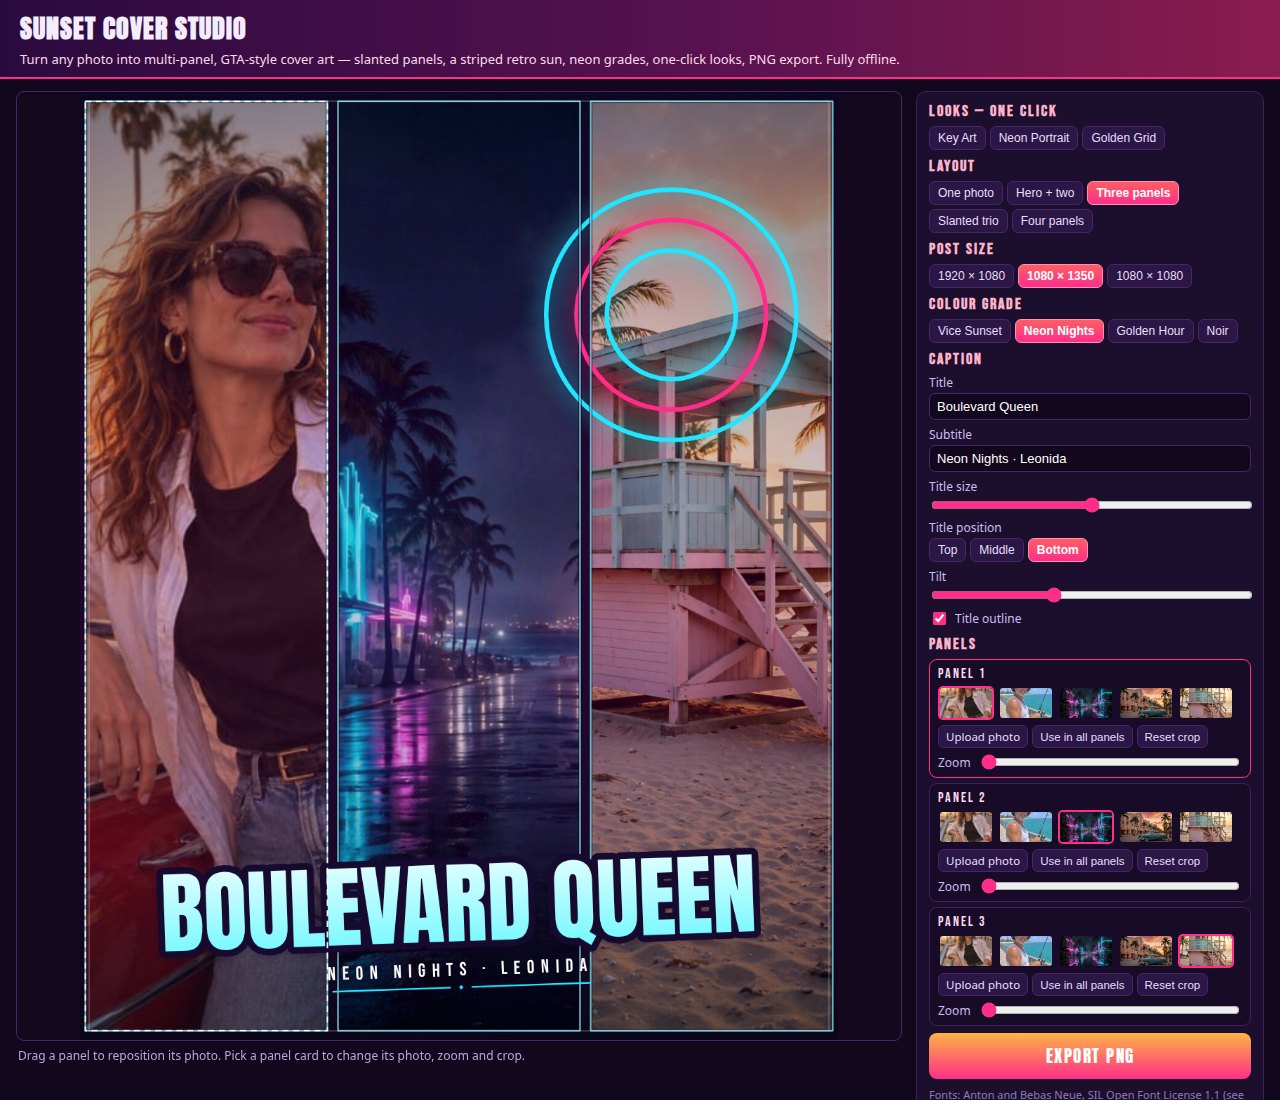 SUNSET COVER STUDIO
Turn any photo into multi-panel, GTA-style cover art — slanted panels, a striped retro sun, neon grades, one-click looks, PNG export. Fully offline.
BOULEVARD QUEEN
NEON NIGHTS · LEONIDA
Drag a panel to reposition its photo. Pick a panel card to change its photo, zoom and crop.
LOOKS — ONE CLICK
Key Art Neon Portrait Golden Grid
LAYOUT
One photo Hero + two Three panels
Slanted trio Four panels
POST SIZE
1920 × 1080 1080 × 1350 1080 × 1080
COLOUR GRADE
Vice Sunset Neon Nights Golden Hour Noir
CAPTION
Title
Boulevard Queen
Subtitle
Neon Nights · Leonida
Title size
Title position
Top Middle Bottom
Tilt
Title outline
PANELS
PANEL 1
Upload photo Use in all panels Reset crop
Zoom
PANEL 2
Upload photo Use in all panels Reset crop
Zoom
PANEL 3
Upload photo Use in all panels Reset crop
Zoom
EXPORT PNG
Fonts: Anton and Bebas Neue, SIL Open Font License 1.1 (see